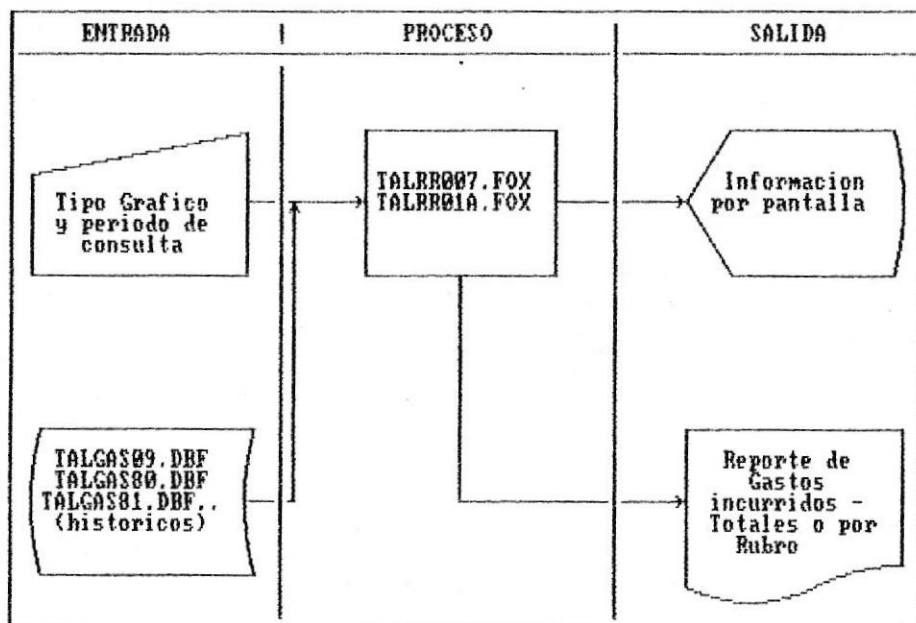 ENTRADA
PROCESO
SALIDA
Tipo Grafico
y periodo de
consulta
TALRR007.FOX
TALRR01A.FOX
Informacion
por pantalla
TALGAS09.DBF
TALGAS80.DBF
TALGAS81.DBF..
(historicos)
Reporte de
Gastos
incurridos -
Totales o por
Rubro